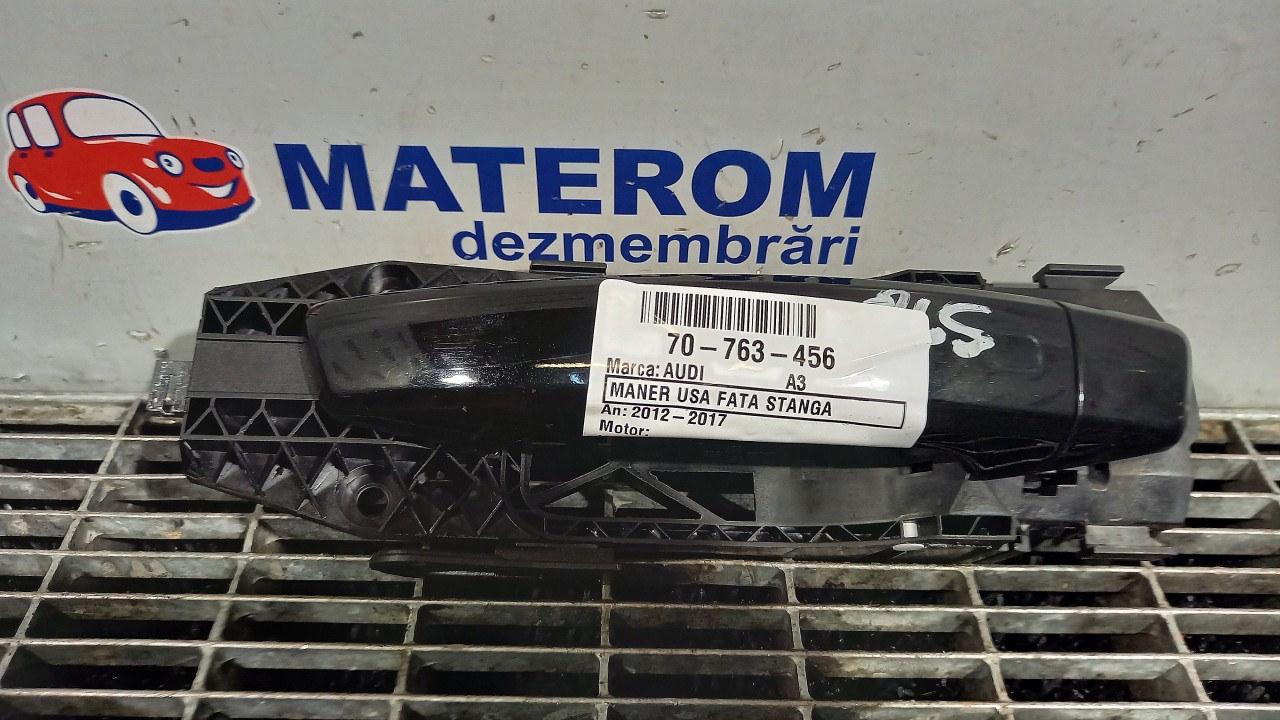 MATEROM
dezmembrări
70-763-456
Marca: AUDI A3
MANER USA FATA STANGA
An: 2012-2017
Motor: